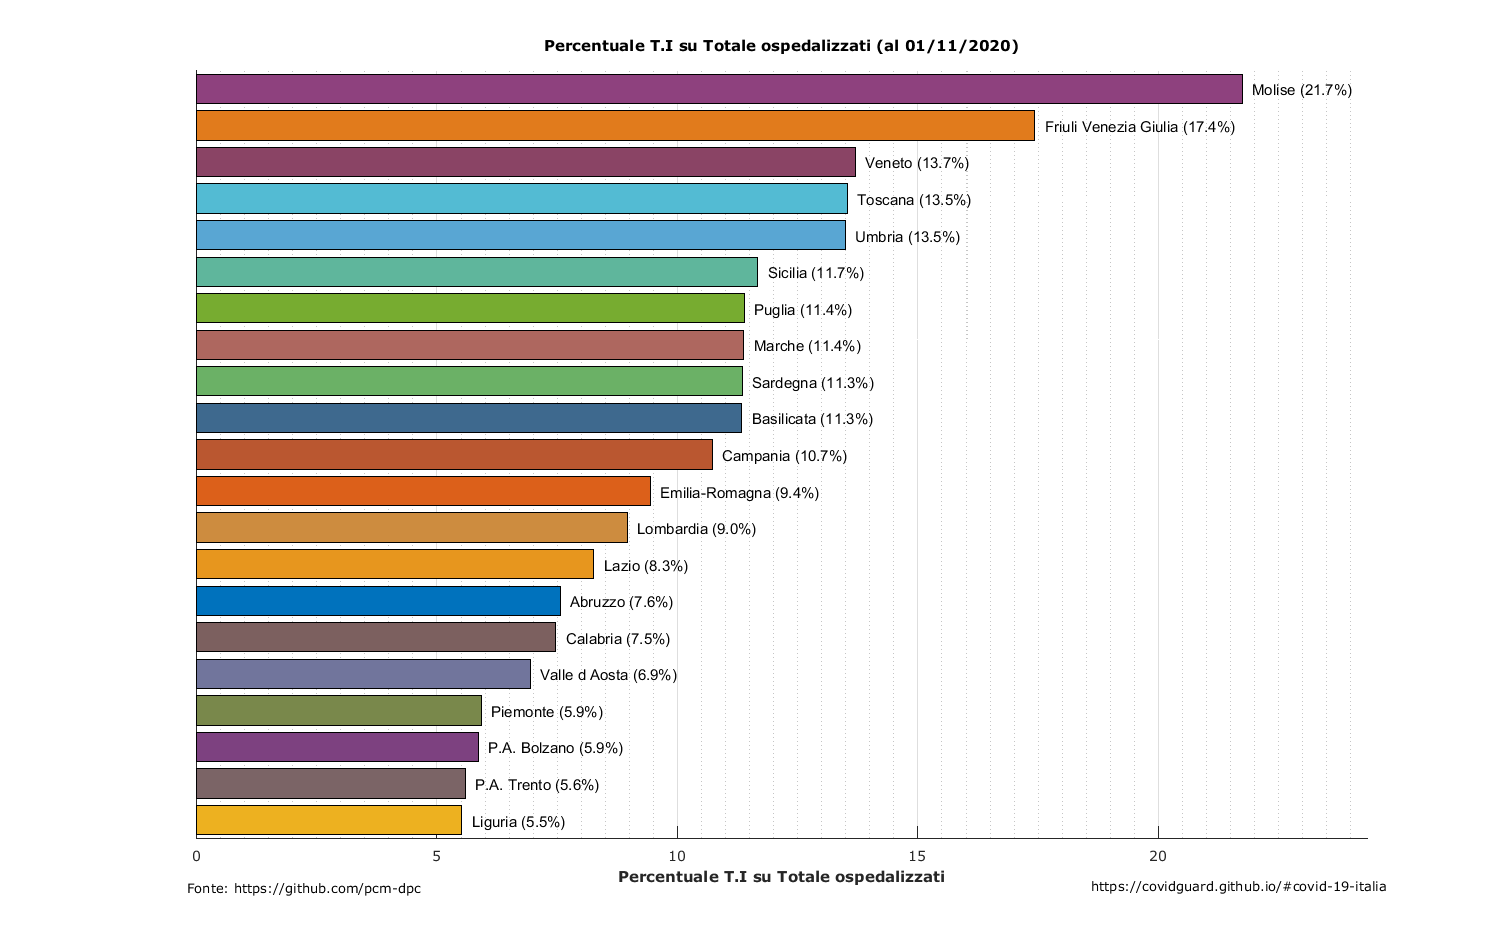 Percentuale T.I su Totale ospedalizzati (al 01/11/2020)
Molise (21.7%)
Friuli Venezia Giulia (17.4%)
Veneto (13.7%)
Toscana (13.5%)
Umbria (13.5%)
Sicilia (11.7%)
Puglia (11.4%)
Marche (11.4%)
Sardegna (11.3%)
Basilicata (11.3%)
Campania (10.7%)
Emilia-Romagna (9.4%)
Lombardia (9.0%)
Lazio (8.3%)
Abruzzo (7.6%)
Calabria (7.5%)
Valle d Aosta (6.9%)
Piemonte (5.9%)
P.A. Bolzano (5.9%)
P.A. Trento (5.6%)
Liguria (5.5%)
0 5 10 15 20
Percentuale T.I su Totale ospedalizzati
Fonte: https://github.com/pcm-dpc
https://covidguard.github.io/#covid-19-italia